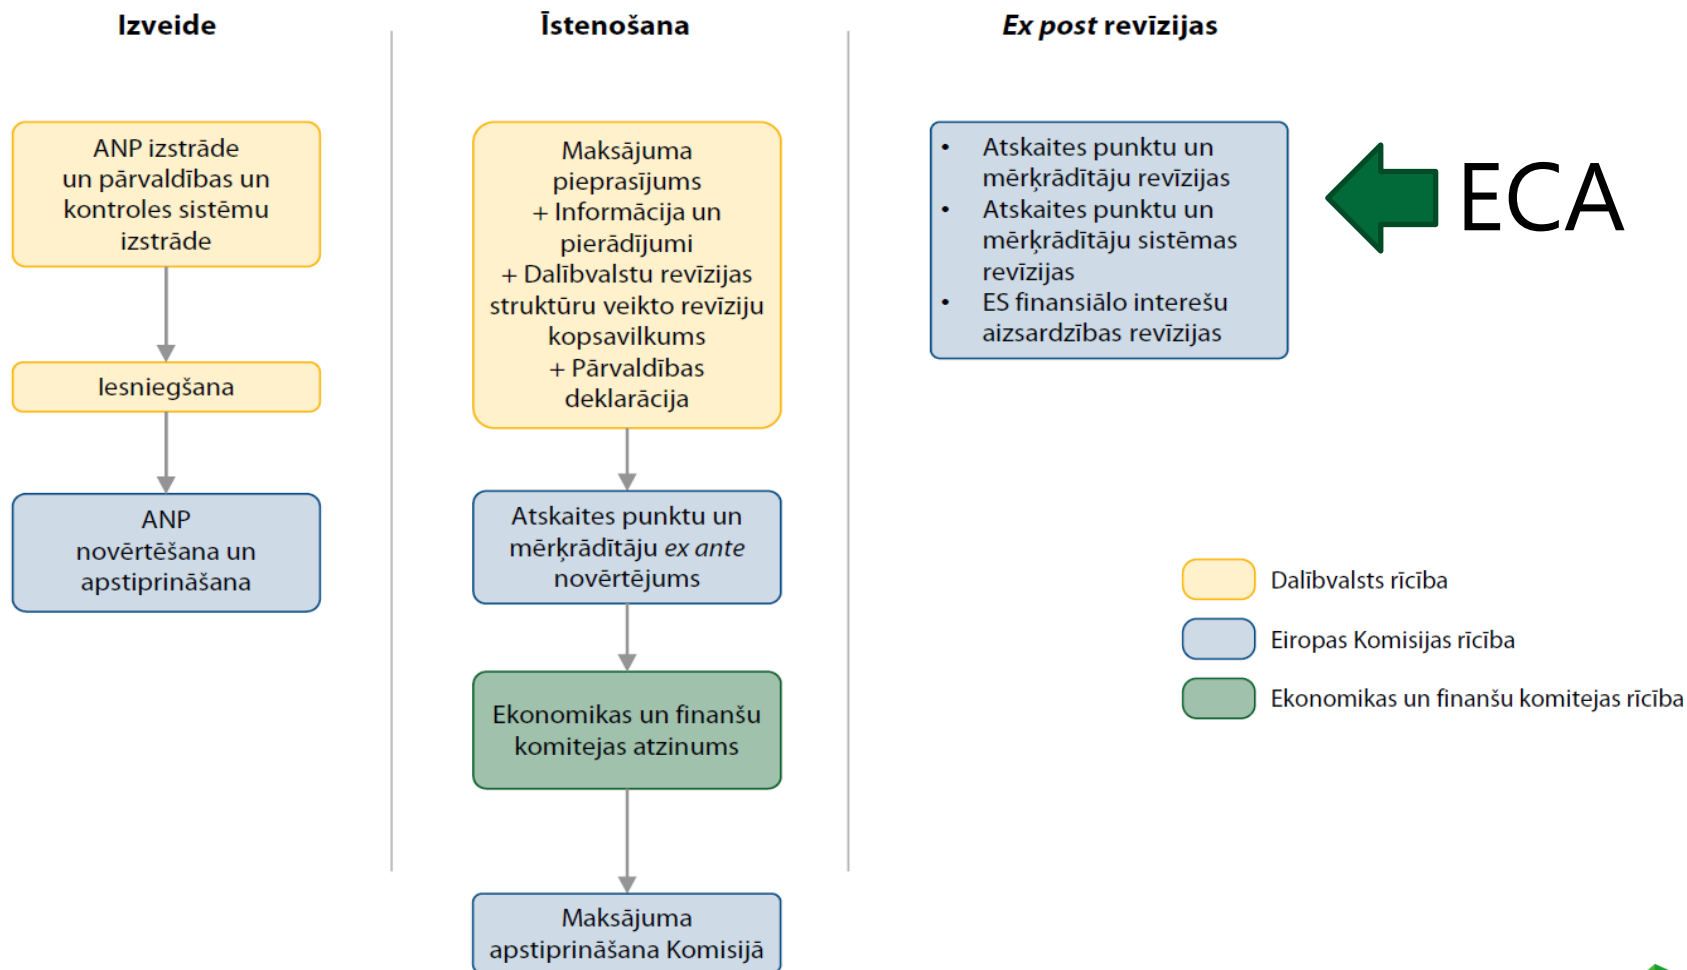 Izveide
ANP izstrāde
un pārvaldības un
kontroles sistēmu
izstrāde
Iesniegšana
ANP
novērtēšana un
apstiprināšana
Īstenošana
Maksājuma
pieprasījums
+ Informācija un
pierādījumi
+ Dalībvalstu revīzijas
struktūru veikto revīziju
kopsavilkums
+ Pārvaldības
deklarācija
Atskaites punktu un
mērķrādītāju ex ante
novērtējums
Ekonomikas un finanšu
komitejas atzinums
Maksājuma
apstiprināšana Komisijā
Ex post revīzijas
• Atskaites punktu un
mērķrādītāju revīzijas
• Atskaites punktu un
mērķrādītāju sistēmas
revīzijas
• ES finansiālo interešu
aizsardzības revīzijas
ECA
Dalībvalsts rīcība
Eiropas Komisijas rīcība
Ekonomikas un finanšu komitejas rīcība